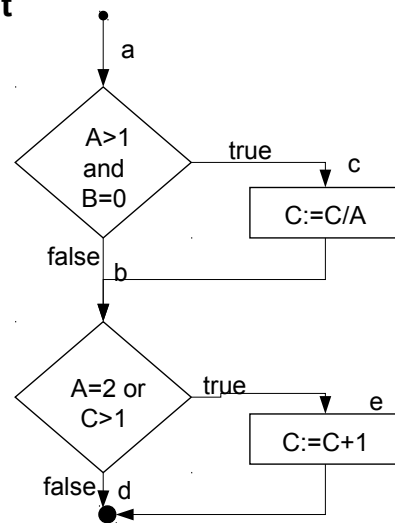 t
a
A>1
and
B=0
true
c
C:=C/A
false
b
A=2 or
C>1
true
e
C:=C+1
false
d